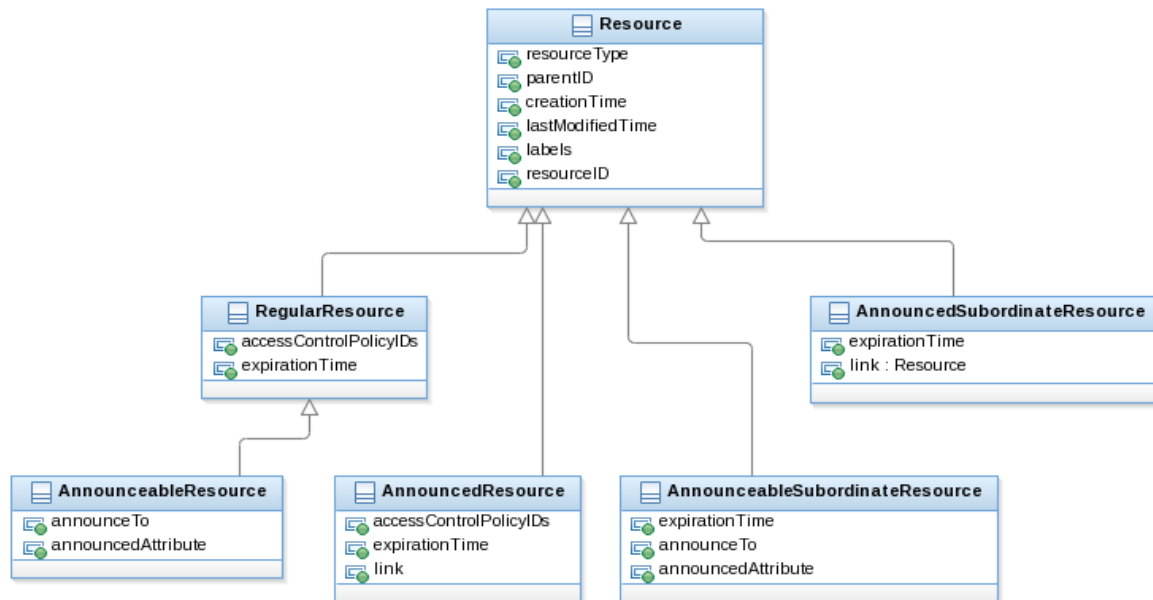 Resource
resourceType
parentID
creationTime
lastModifiedTime
labels
resourceID
RegularResource
accessControlPolicyIDs
expirationTime
AnnouncedSubordinateResource
expirationTime
link : Resource
AnnounceableResource
announceTo
announcedAttribute
AnnouncedResource
accessControlPolicyIDs
expirationTime
link
AnnounceableSubordinateResource
expirationTime
announceTo
announcedAttribute